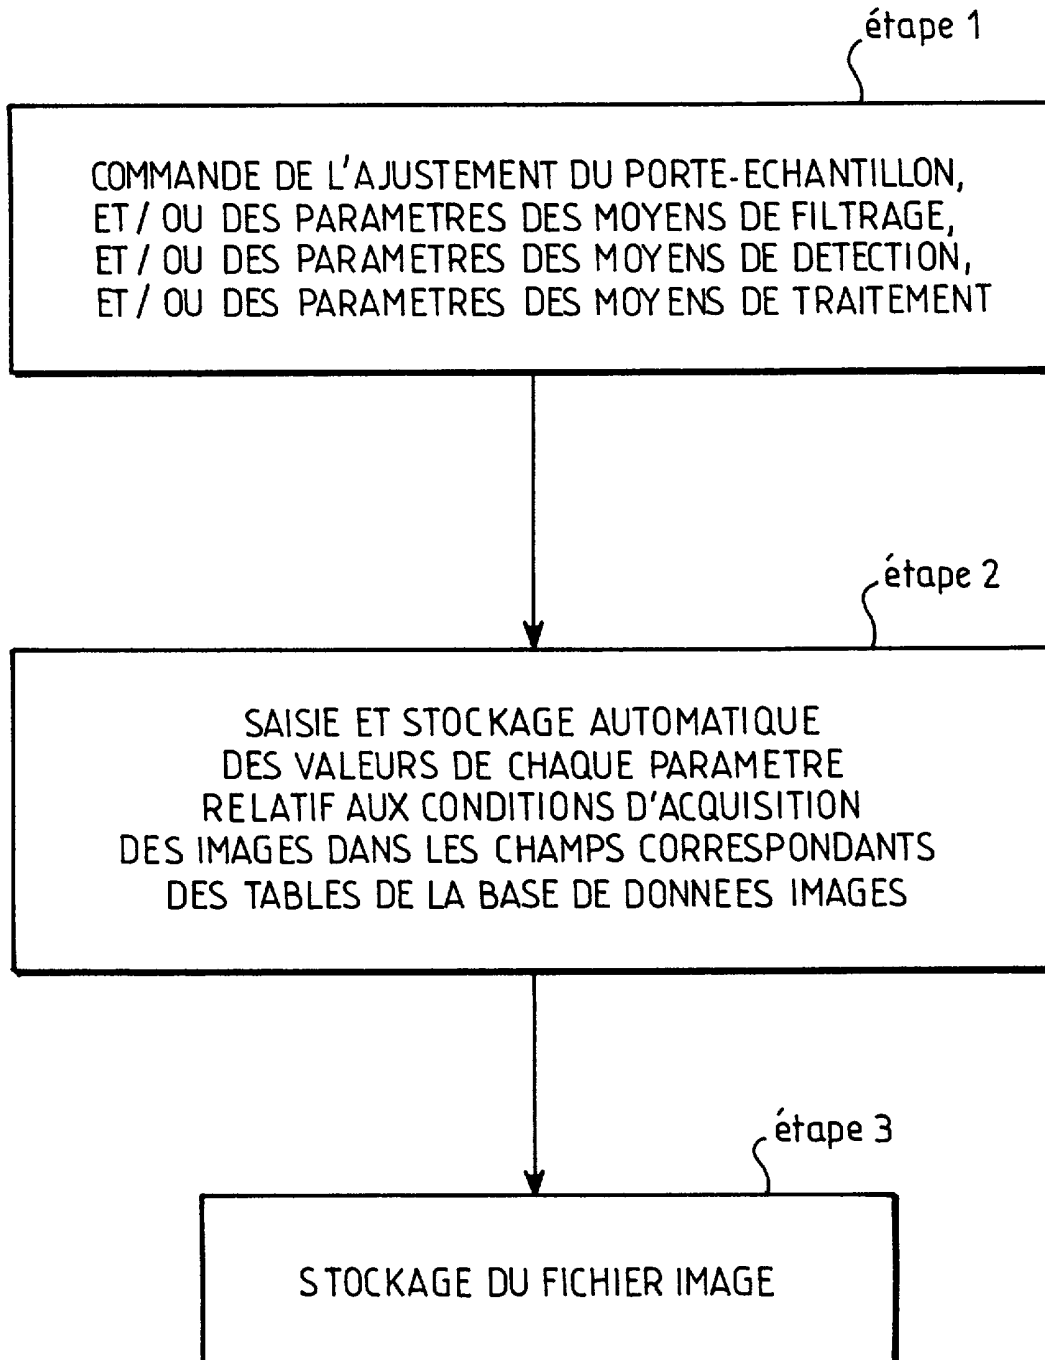 étape 1
COMMANDE DE L'AJUSTEMENT DU PORTE-ECHANTILLON,
ET / OU DES PARAMETRES DES MOYENS DE FILTRAGE,
ET / OU DES PARAMETRES DES MOYENS DE DETECTION,
ET / OU DES PARAMETRES DES MOYENS DE TRAITEMENT
étape 2
SAISIE ET STOCKAGE AUTOMATIQUE
DES VALEURS DE CHAQUE PARAMETRE
RELATIF AUX CONDITIONS D'ACQUISITION
DES IMAGES DANS LES CHAMPS CORRESPONDANTS
DES TABLES DE LA BASE DE DONNEES IMAGES
étape 3
STOCKAGE DU FICHIER IMAGE